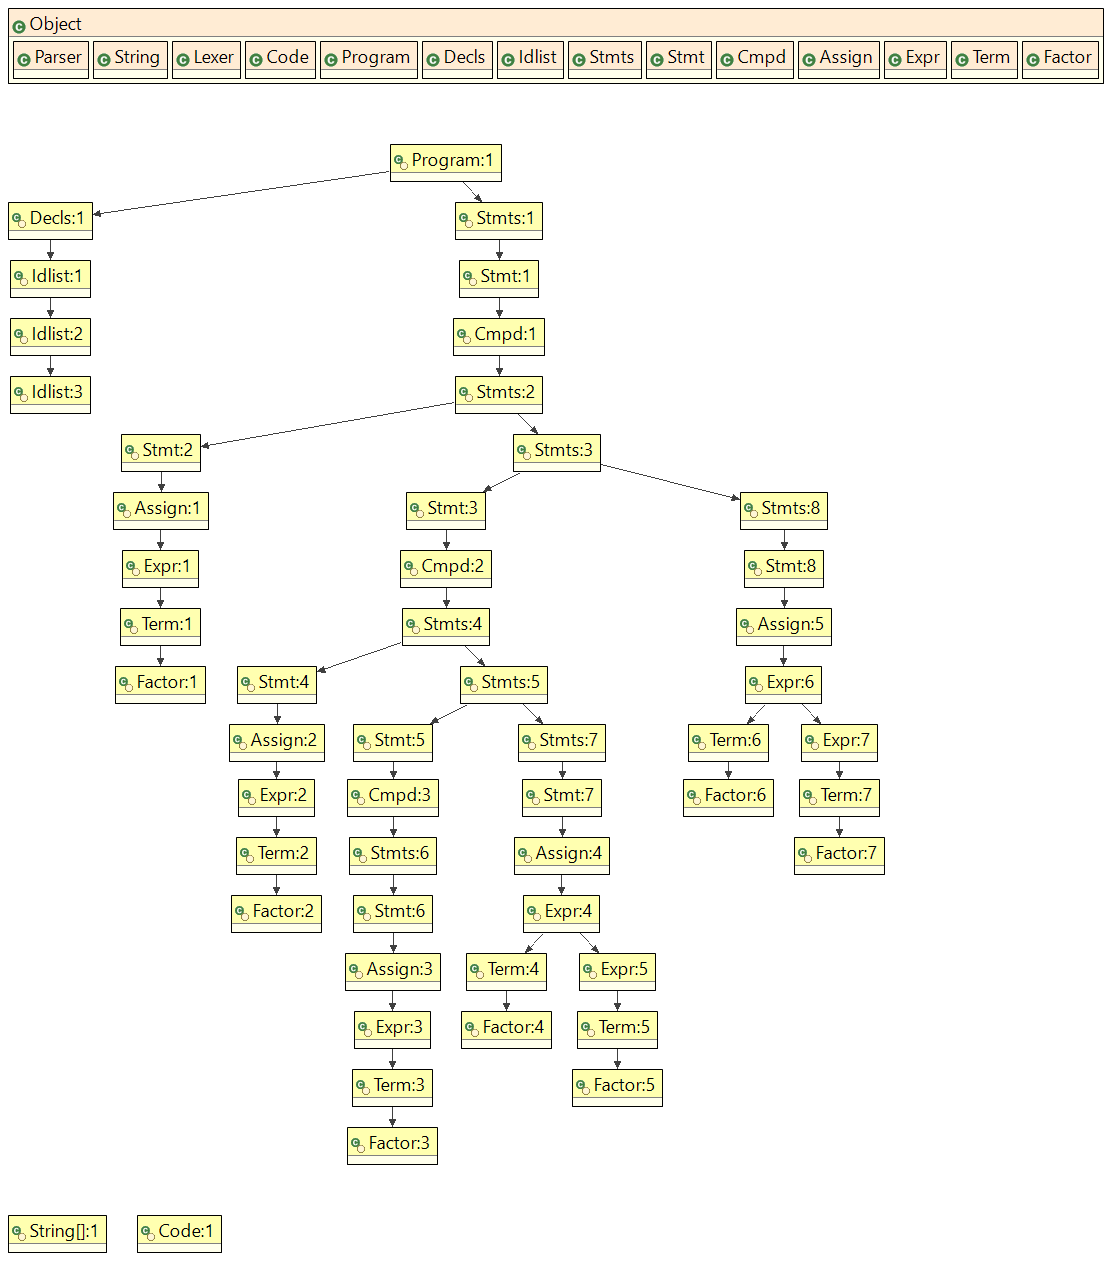 Object
Parser String Lexer Code Program Decls Idlist Stmts Stmt Cmpd Assign Expr Term Factor
Program:1
Decls:1 Stmts:1
Idlist:1 Stmt:1
Idlist:2 Cmpd:1
Idlist:3 Stmts:2
Stmt:2 Stmts:3
Assign:1 Stmt:3 Stmts:8
Expr:1 Cmpd:2 Stmt:8
Term:1 Stmts:4 Assign:5
Factor:1 Stmt:4 Stmts:5 Expr:6
Assign:2 Stmt:5 Stmts:7 Term:6 Expr:7
Expr:2 Cmpd:3 Stmt:7 Factor:6 Term:7
Term:2 Stmts:6 Assign:4 Factor:7
Factor:2 Stmt:6 Expr:4
Assign:3 Term:4 Expr:5
Expr:3 Factor:4 Term:5
Term:3 Factor:5
Factor:3
String[]:1 Code:1